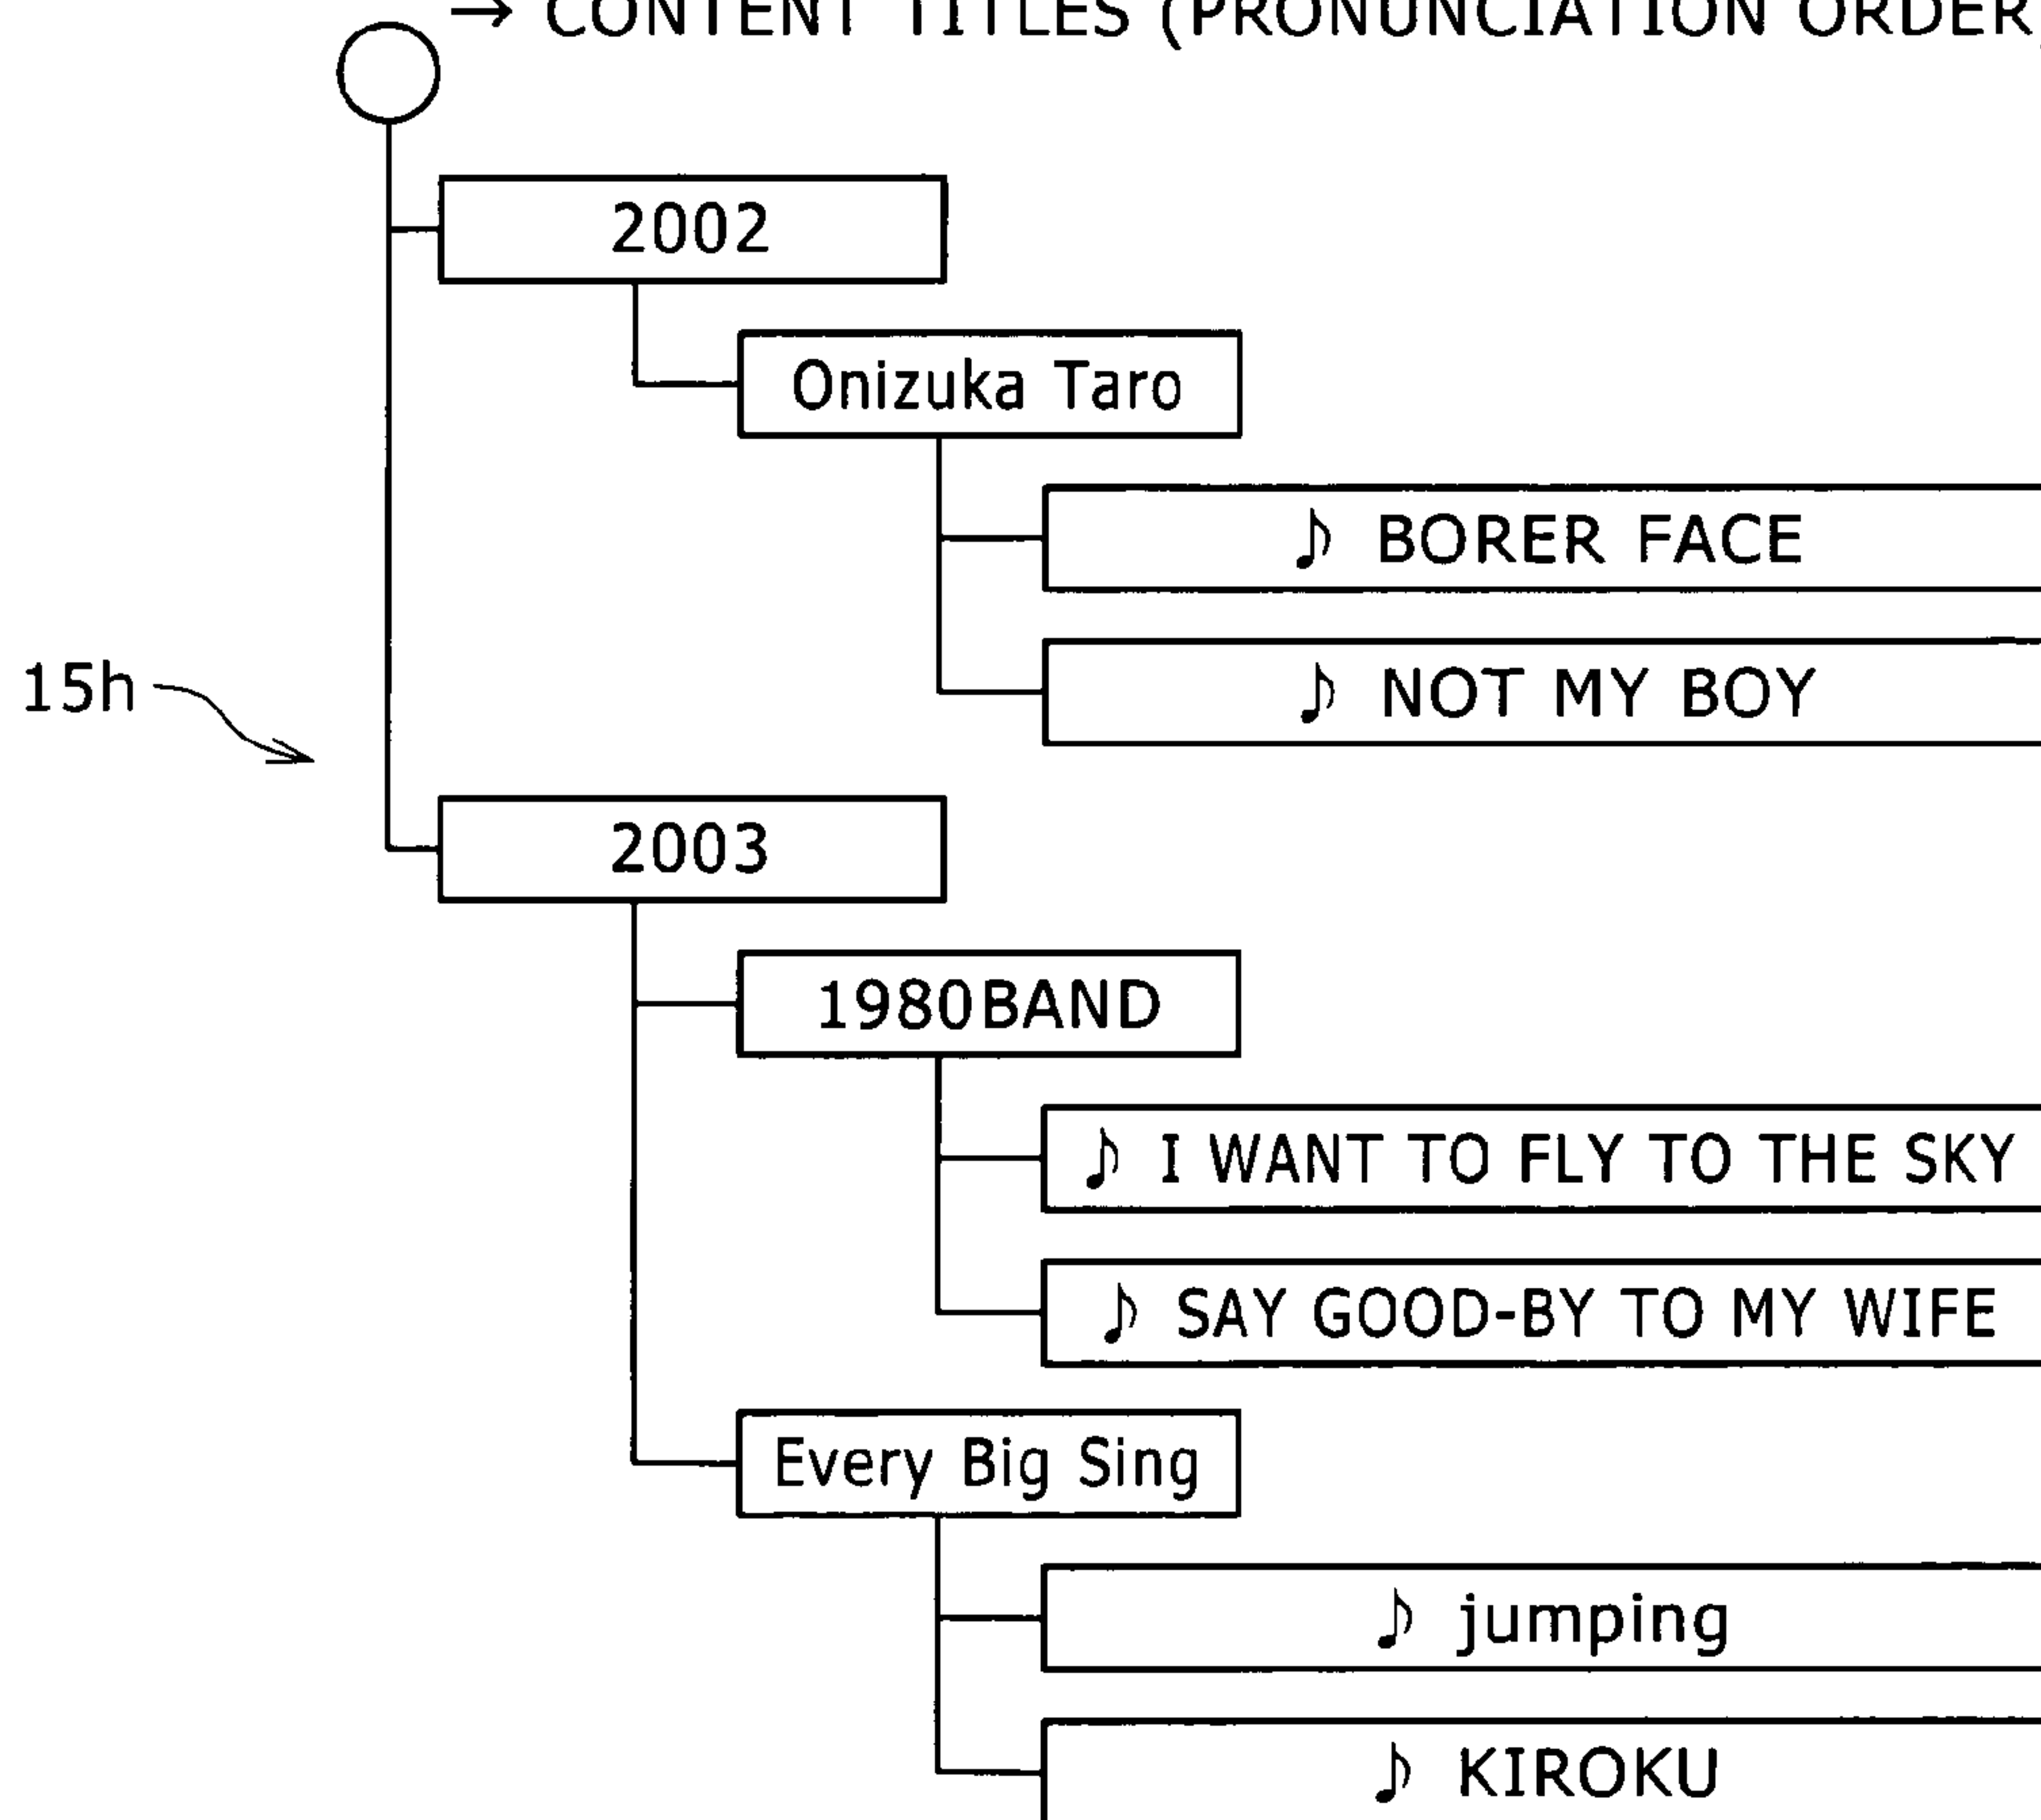 → CONTENT TITLES (PRONUNCIATION ORDER)
2002
Onizuka Taro
♪ BORER FACE
♪ NOT MY BOY
15h
2003
1980BAND
♪ I WANT TO FLY TO THE SKY
♪ SAY GOOD-BY TO MY WIFE
Every Big Sing
♪ jumping
♪ KIROKU